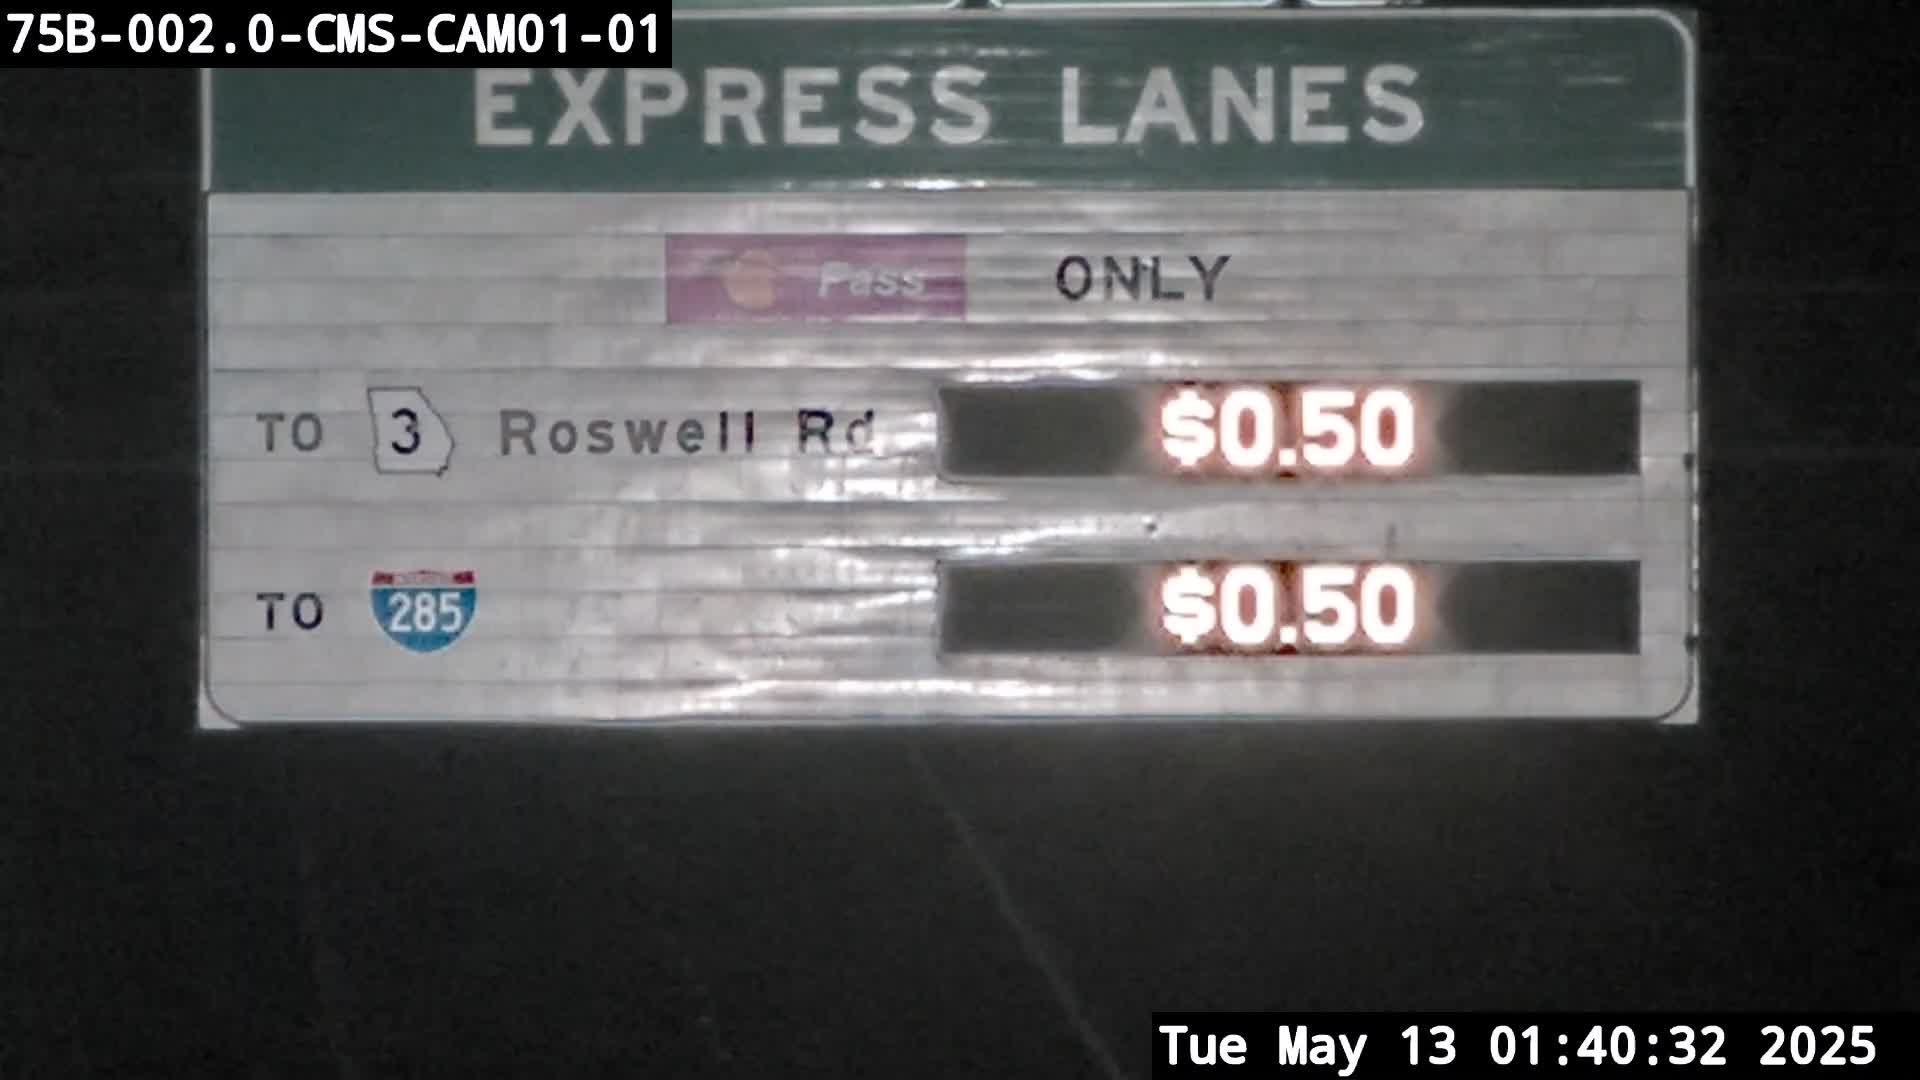 75B-002.0-CMS-CAM01-01
EXPRESS LANES
Pass ONLY
TO 3 Roswell Rd $0.50
TO 285 $0.50
Tue May 13 01:40:32 2025